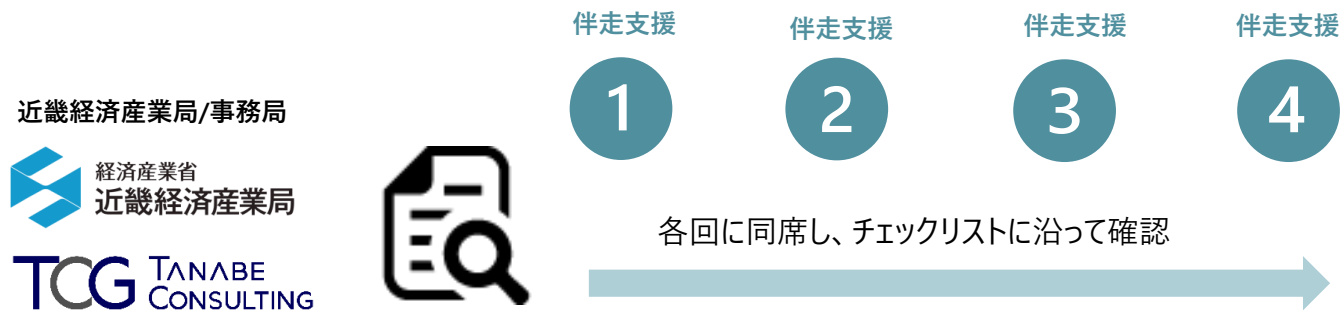 伴走支援
伴走支援
伴走支援
伴走支援
1
2
3
4
近畿経済産業局/事務局
経済産業省
近畿経済産業局
各回に同席し、チェックリストに沿って確認
TCG TANABE
CONSULTING